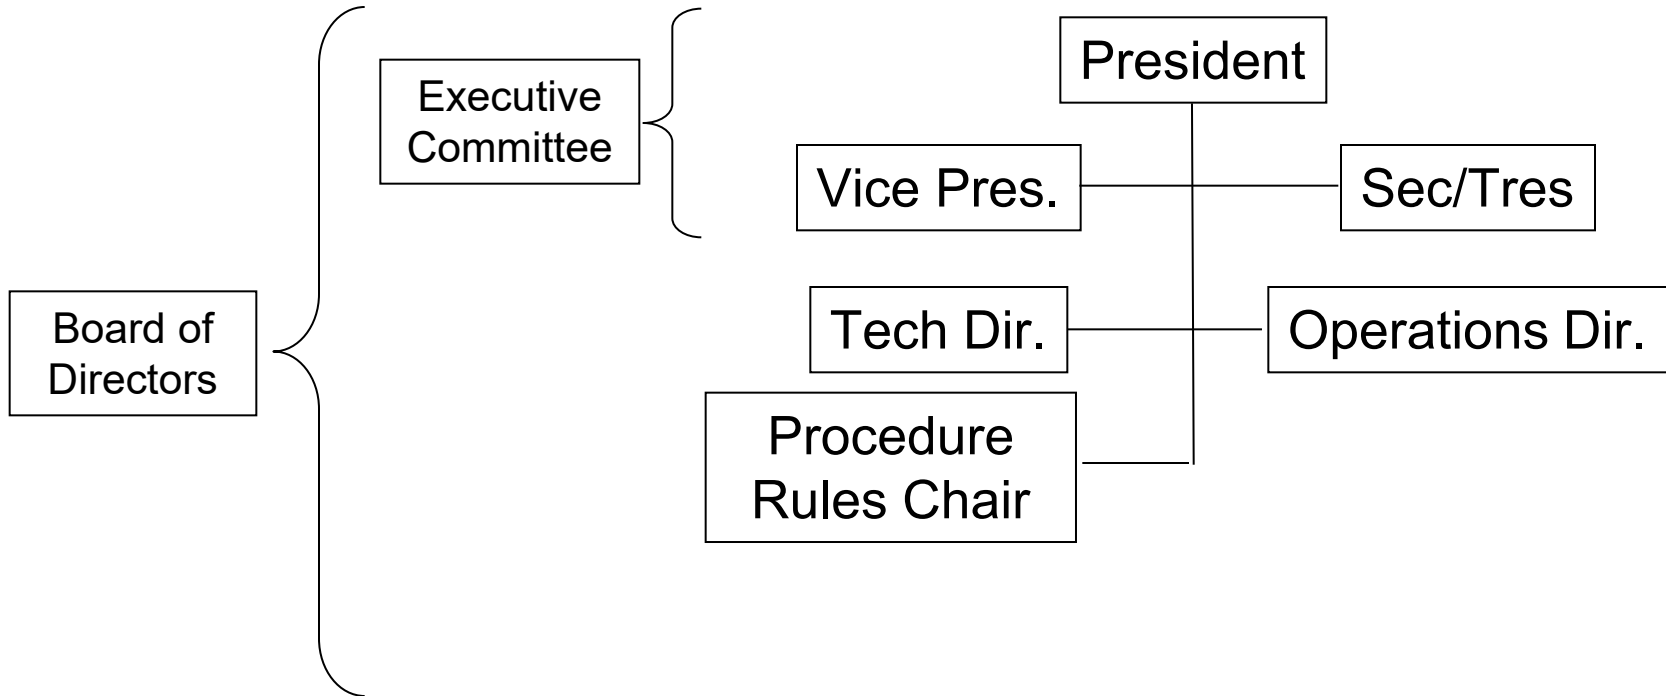 President
Executive
Committee
Vice Pres.
Sec/Tres
Board of
Directors
Tech Dir.
Operations Dir.
Procedure
Rules Chair